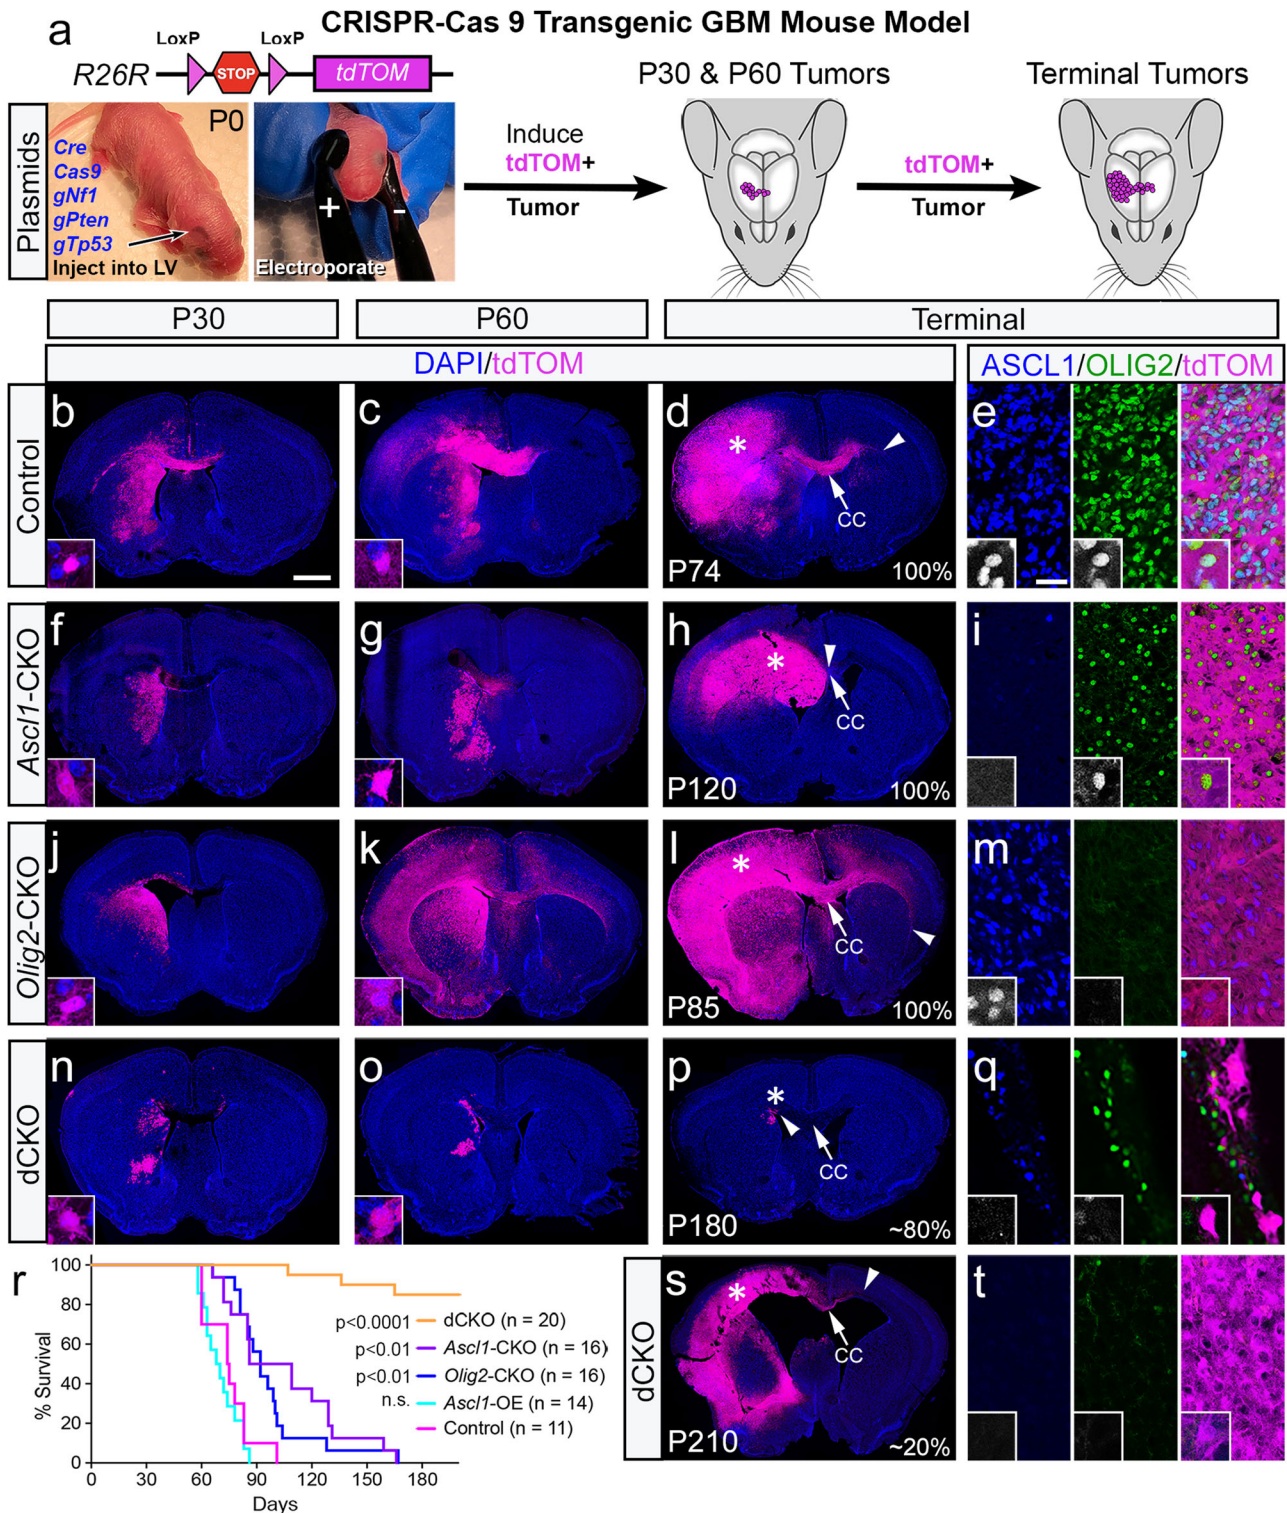 CRISPR-Cas 9 Transgenic GBM Mouse Model
a
LoxP
LoxP
R26R
STOP
tdTOM
P30 & P60 Tumors
Terminal Tumors
Plasmids
P0
Cre
Cas9
gNf1
gPten
gTp53
Inject into LV
+
-
Electroporate
Induce
tdTOM+
Tumor
tdTOM+
Tumor
P30
P60
Terminal
DAPI/tdTOM
ASCL1/OLIG2/tdTOM
Control
b
c
d
*
CC
P74
100%
e
Ascl1-CKO
f
g
h
*
CC
P120
100%
i
Olig2-CKO
j
k
l
*
CC
P85
100%
m
dCKO
n
o
p
*
CC
P180
~80%
q
r
% Survival
100
80
60
40
20
0
0 30 60 90 120 150 180
Days
p<0.0001 dCKO (n = 20)
p<0.01 Ascl1-CKO (n = 16)
p<0.01 Olig2-CKO (n = 16)
n.s. Ascl1-OE (n = 14)
Control (n = 11)
dCKO
s
*
CC
P210
~20%
t